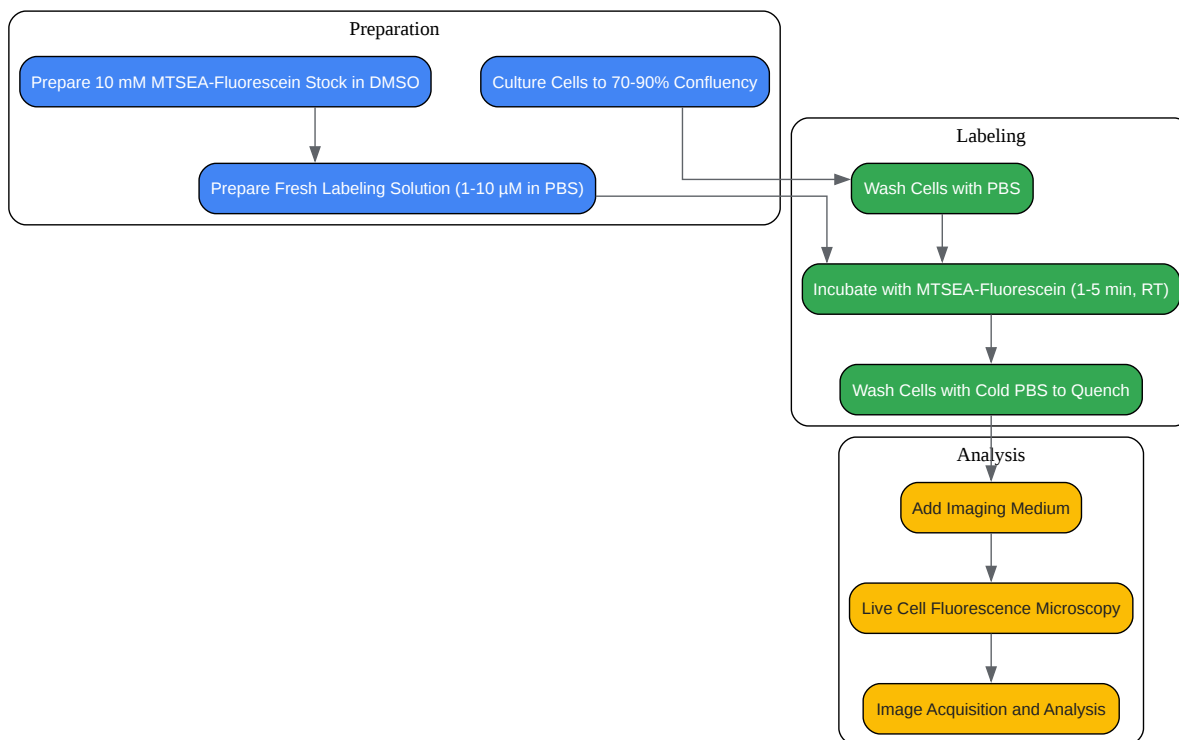 Preparation
Prepare 10 mM MTSEA-Fluorescein Stock in DMSO
Culture Cells to 70-90% Confluency
Prepare Fresh Labeling Solution (1-10 µM in PBS)
Labeling
Wash Cells with PBS
Incubate with MTSEA-Fluorescein (1-5 min, RT)
Wash Cells with Cold PBS to Quench
Analysis
Add Imaging Medium
Live Cell Fluorescence Microscopy
Image Acquisition and Analysis